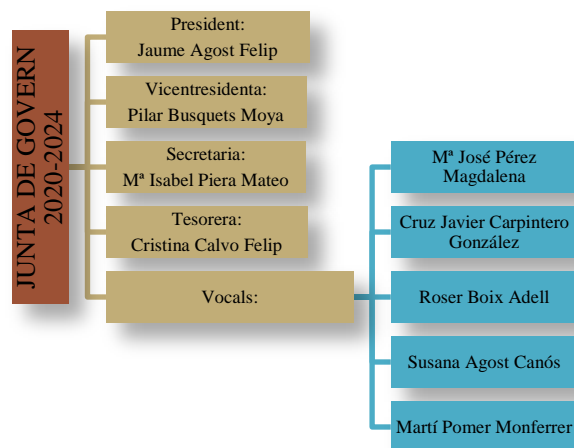 JUNTA DE GOVERN
2020-2024
President:
Jaume Agost Felip
Vicentresidenta:
Pilar Busquets Moya
Secretaria:
Mª Isabel Piera Mateo
Tesorera:
Cristina Calvo Felip
Vocals:
Mª José Pérez
Magdalena
Cruz Javier Carpintero
González
Roser Boix Adell
Susana Agost Canós
Martí Pomer Monferrer